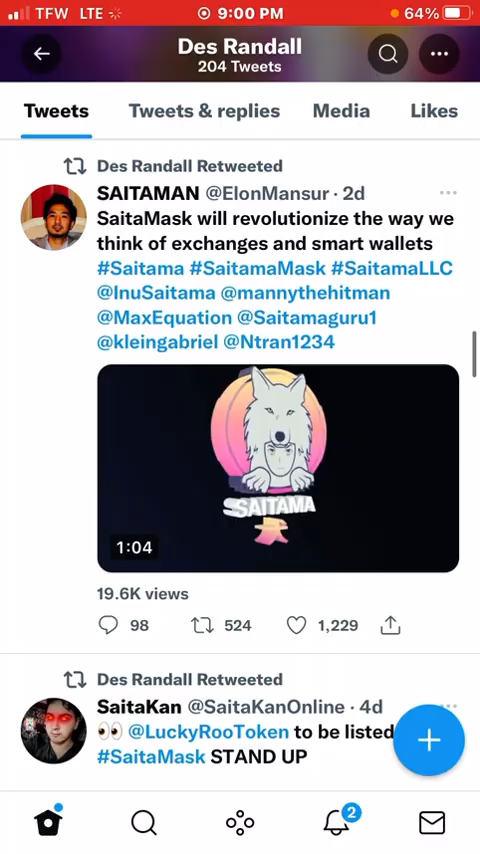 TFW LTE 9:00 PM 64%
Des Randall
204 Tweets
Tweets Tweets & replies Media Likes
Des Randall Retweeted
SAITAMAN @ElonMansur · 2d
SaitaMask will revolutionize the way we
think of exchanges and smart wallets
#Saitama #SaitamaMask #SaitamaLLC
@InuSaitama @mannythehitman
@MaxEquation @Saitamaguru1
@kleingabriel @Ntran1234
SAITAMA
1:04
19.6K views
98 524 1,229
Des Randall Retweeted
SaitaKan @SaitaKanOnline · 4d
👀 @LuckyRooToken to be listed
#SaitaMask STAND UP
2